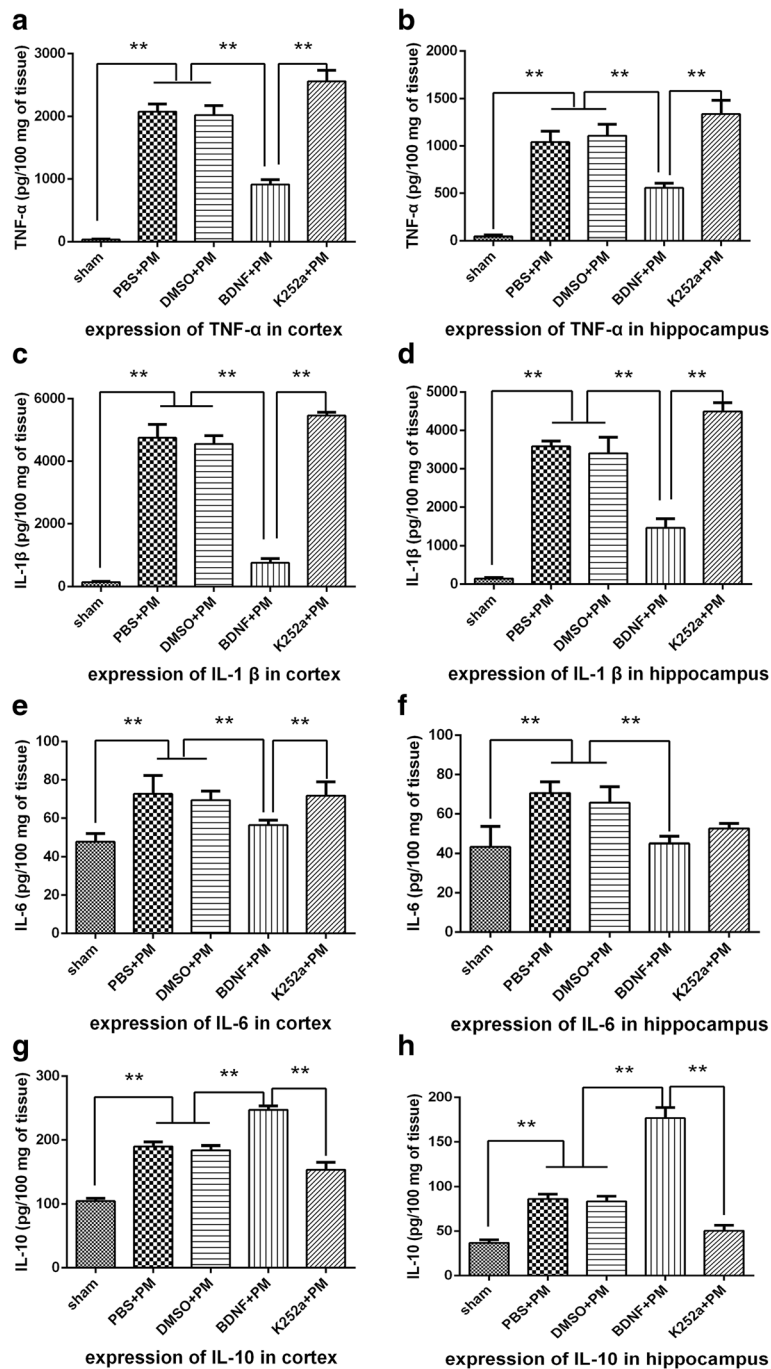 a
TNF-α (pg/100 mg of tissue)
3000
2000
1000
0
** ** **
sham PBS+PM DMSO+PM BDNF+PM K252a+PM
expression of TNF-α in cortex
b
TNF-α (pg/100 mg of tissue)
2000
1500
1000
500
0
** ** **
sham PBS+PM DMSO+PM BDNF+PM K252a+PM
expression of TNF-α in hippocampus
c
IL-1β (pg/100 mg of tissue)
6000
4000
2000
0
** ** **
sham PBS+PM DMSO+PM BDNF+PM K252a+PM
expression of IL-1 β in cortex
d
IL-1β (pg/100 mg of tissue)
5000
4000
3000
2000
1000
0
** ** **
sham PBS+PM DMSO+PM BDNF+PM K252a+PM
expression of IL-1 β in hippocampus
e
IL-6 (pg/100 mg of tissue)
100
80
60
40
20
0
** ** **
sham PBS+PM DMSO+PM BDNF+PM K252a+PM
expression of IL-6 in cortex
f
IL-6 (pg/100 mg of tissue)
100
80
60
40
20
0
** **
sham PBS+PM DMSO+PM BDNF+PM K252a+PM
expression of IL-6 in hippocampus
g
IL-10 (pg/100 mg of tissue)
300
200
100
0
** ** **
sham PBS+PM DMSO+PM BDNF+PM K252a+PM
expression of IL-10 in cortex
h
IL-10 (pg/100 mg of tissue)
200
150
100
50
0
** ** **
sham PBS+PM DMSO+PM BDNF+PM K252a+PM
expression of IL-10 in hippocampus